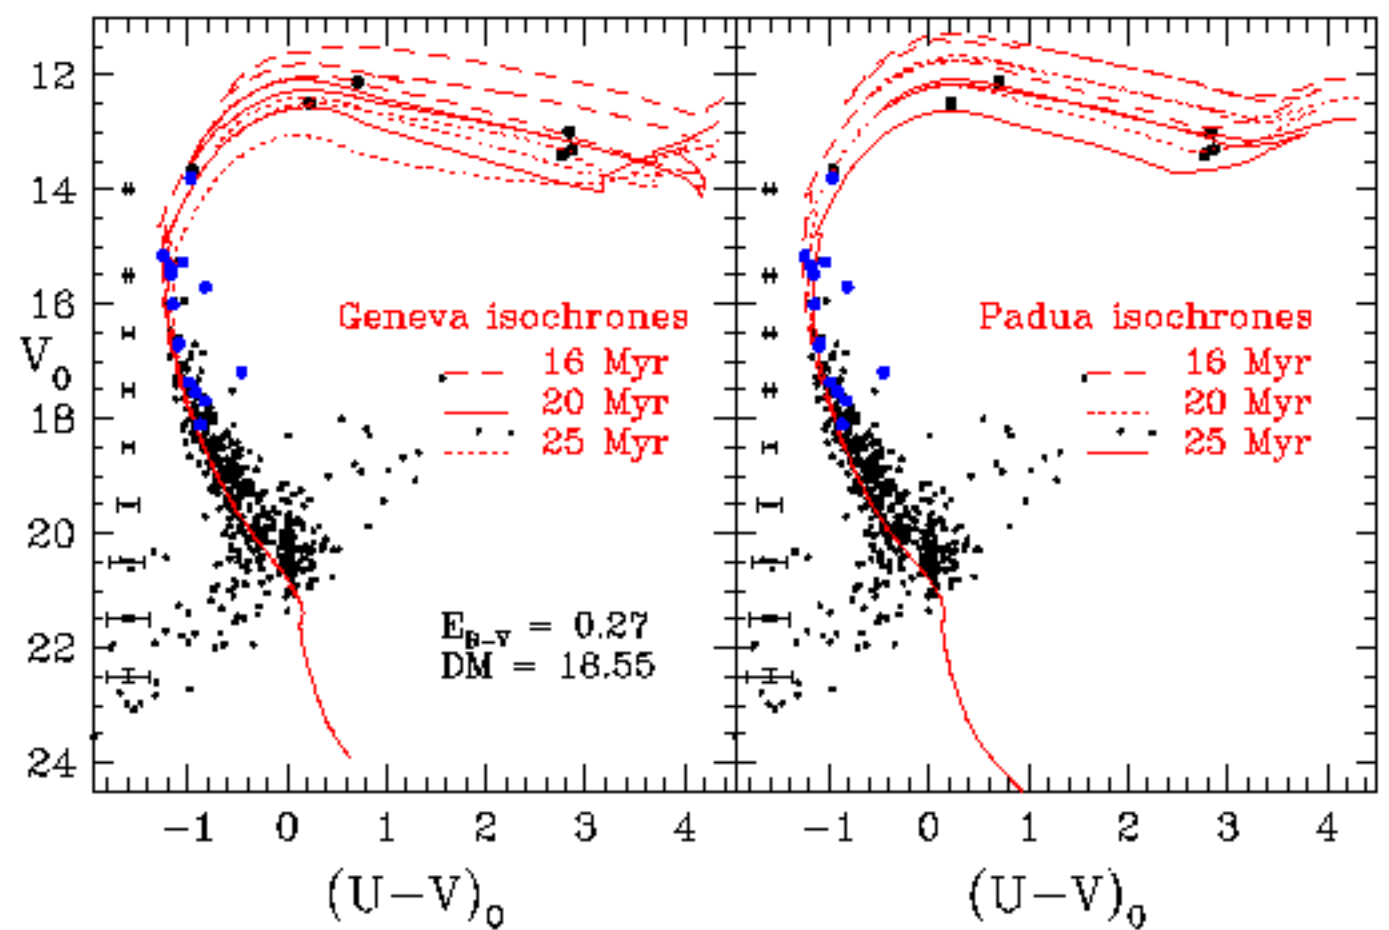 12
14
16
18
20
22
24
V0
Geneva isochrones
16 Myr
20 Myr
25 Myr
E_B-V = 0.27
DM = 18.55
-1 0 1 2 3 4
(U-V)0
Padua isochrones
16 Myr
20 Myr
25 Myr
-1 0 1 2 3 4
(U-V)0